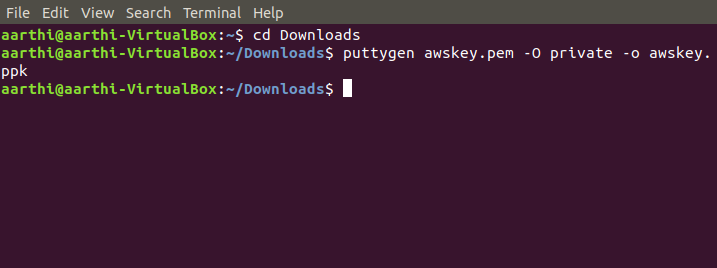 File Edit View Search Terminal Help
aarthi@aarthi-VirtualBox:~$ cd Downloads
aarthi@aarthi-VirtualBox:~/Downloads$ puttygen awskey.pem -O private -o awskey.
ppk
aarthi@aarthi-VirtualBox:~/Downloads$